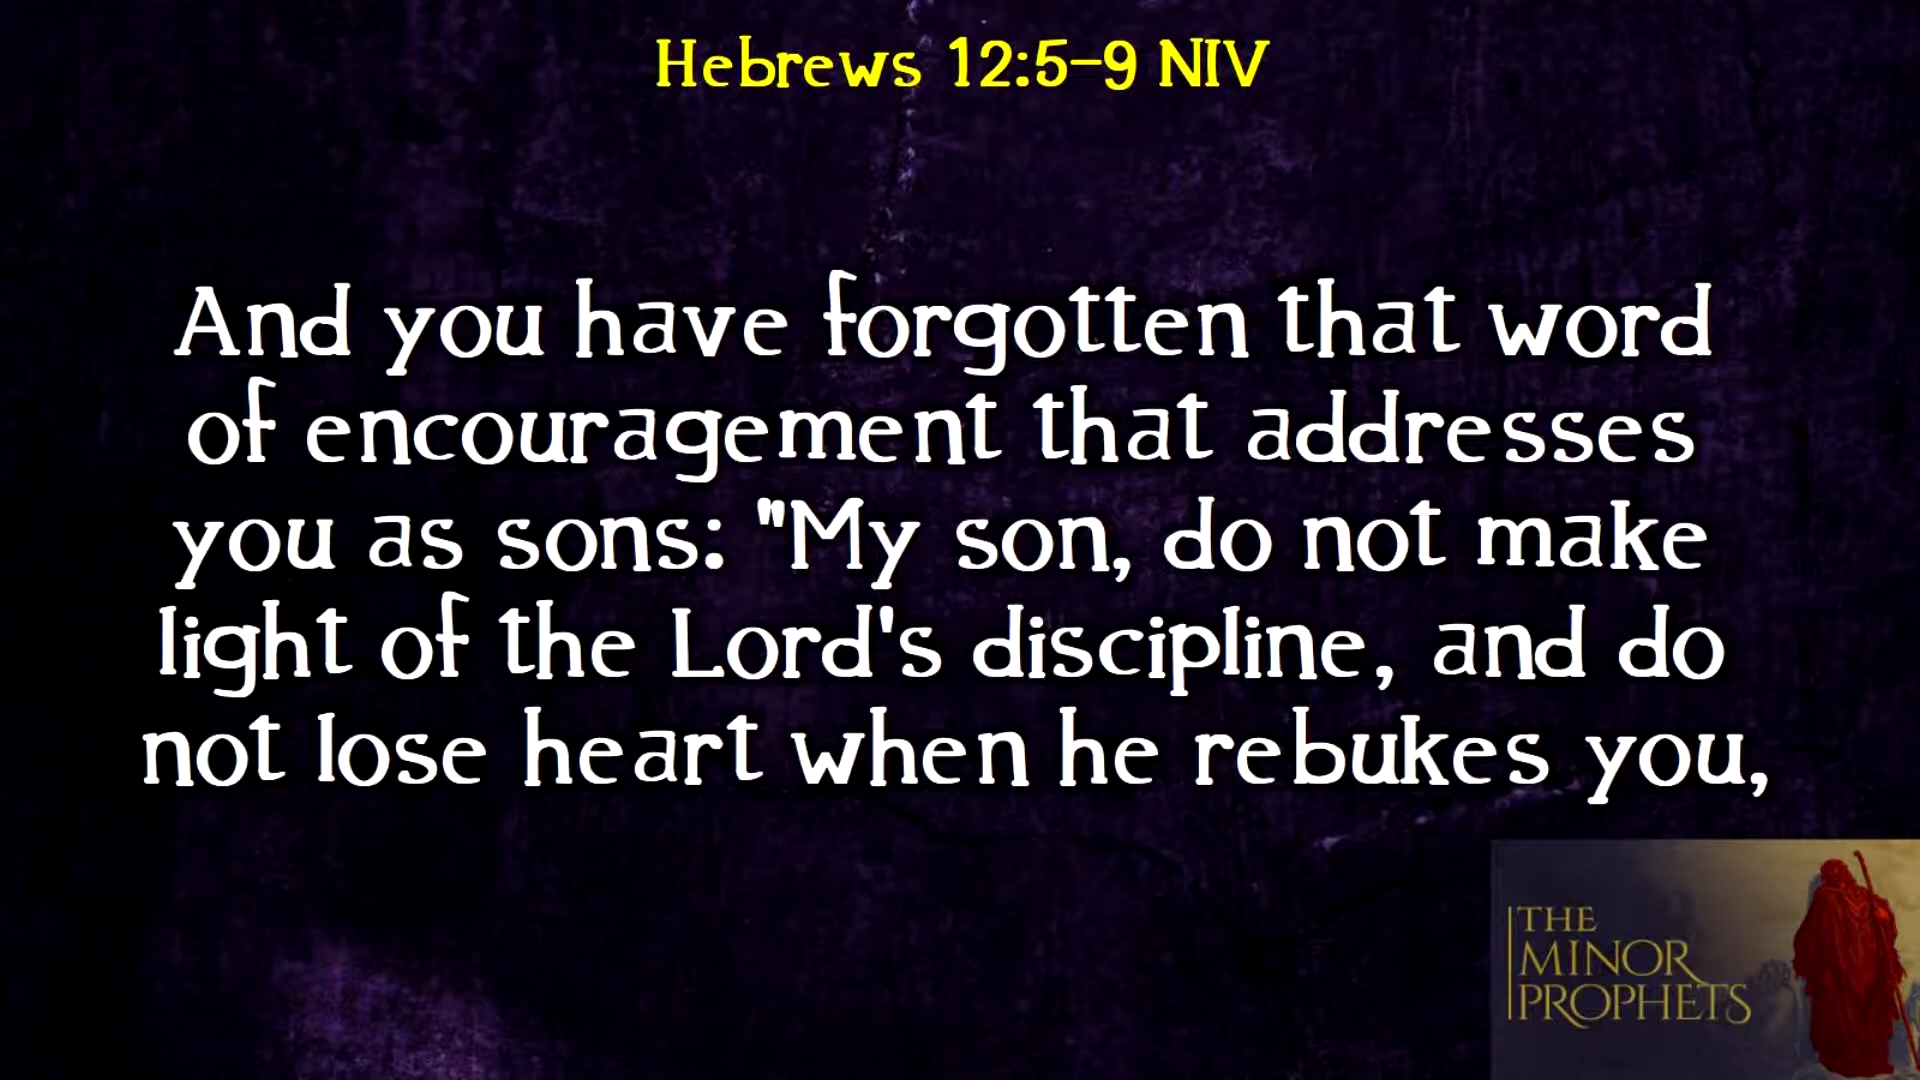 Hebrews 12:5-9 NIV
And you have forgotten that word
of encouragement that addresses
you as sons: "My son, do not make
light of the Lord's discipline, and do
not lose heart when he rebukes you,
THE
MINOR
PROPHETS